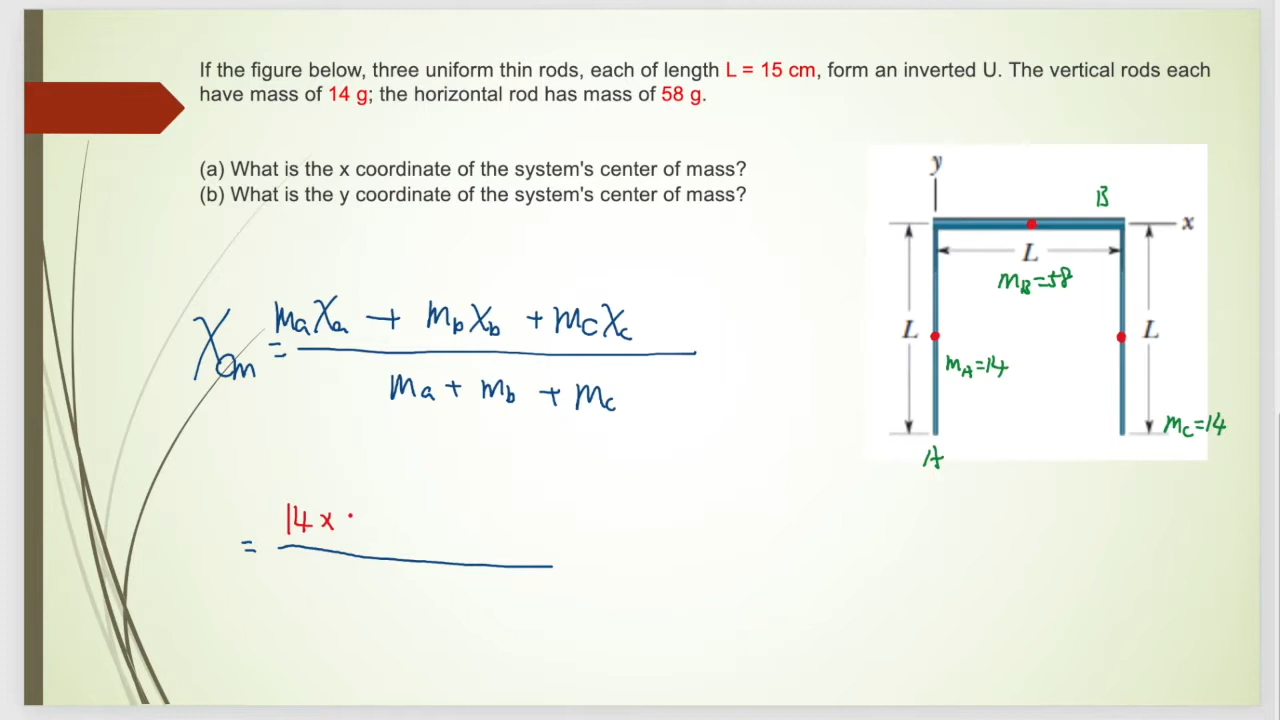 If the figure below, three uniform thin rods, each of length L = 15 cm, form an inverted U. The vertical rods each
have mass of 14 g; the horizontal rod has mass of 58 g.
(a) What is the x coordinate of the system's center of mass?
(b) What is the y coordinate of the system's center of mass?
y
B
x
L
mB=58
L
L
mA=14
mC=14
A
Xcm = maXa + mbXb + mcXc
ma + mb + mc
= 14 x